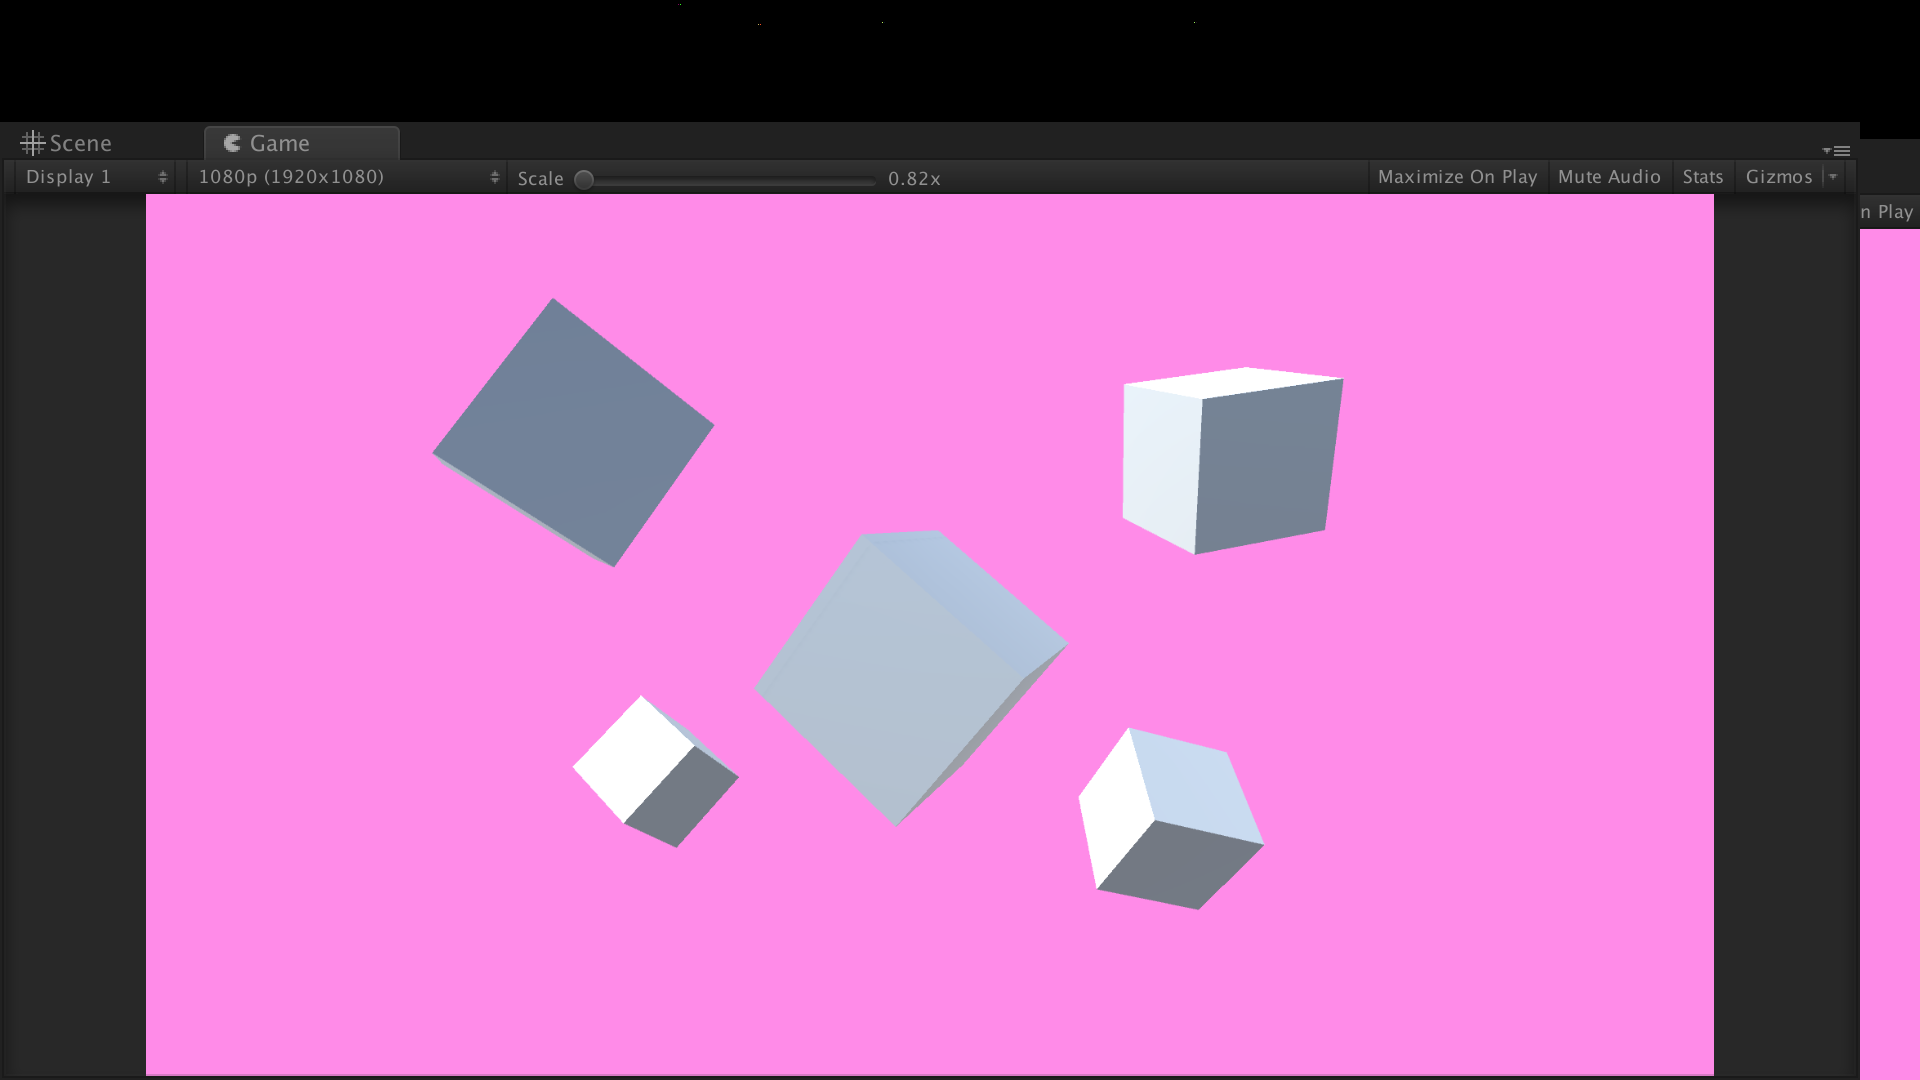 Scene Game
Display 1 1080p (1920x1080) Scale 0.82x Maximize On Play Mute Audio Stats Gizmos
n Play